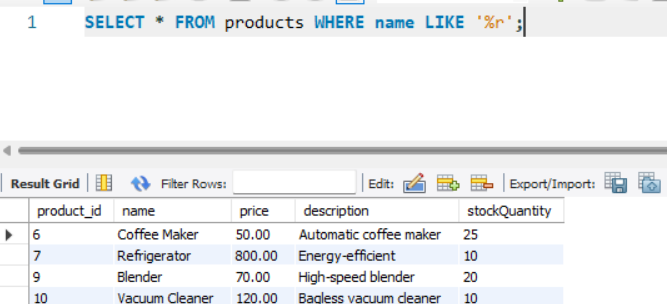 1 SELECT * FROM products WHERE name LIKE '%r';
Result Grid Filter Rows: Edit: Export/Import:
product_id name price description stockQuantity
6 Coffee Maker 50.00 Automatic coffee maker 25
7 Refrigerator 800.00 Energy-efficient 10
9 Blender 70.00 High-speed blender 20
10 Vacuum Cleaner 120.00 Bagless vacuum cleaner 10